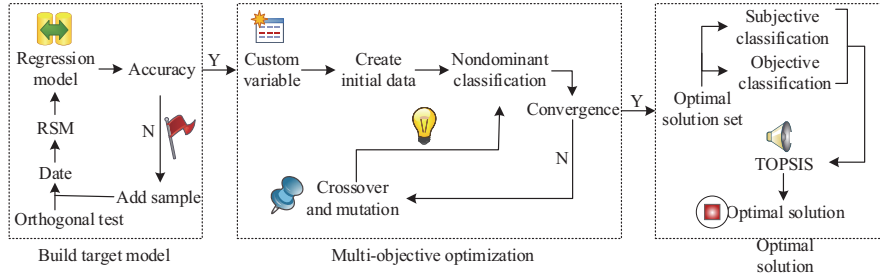 Regression
model
Accuracy
Y
N
RSM
Date
Add sample
Orthogonal test
Build target model
Custom
variable
Create
initial data
Nondominant
classification
Convergence
Y
N
Crossover
and mutation
Multi-objective optimization
Subjective
classification
Objective
classification
Optimal
solution set
TOPSIS
Optimal solution
Optimal
solution